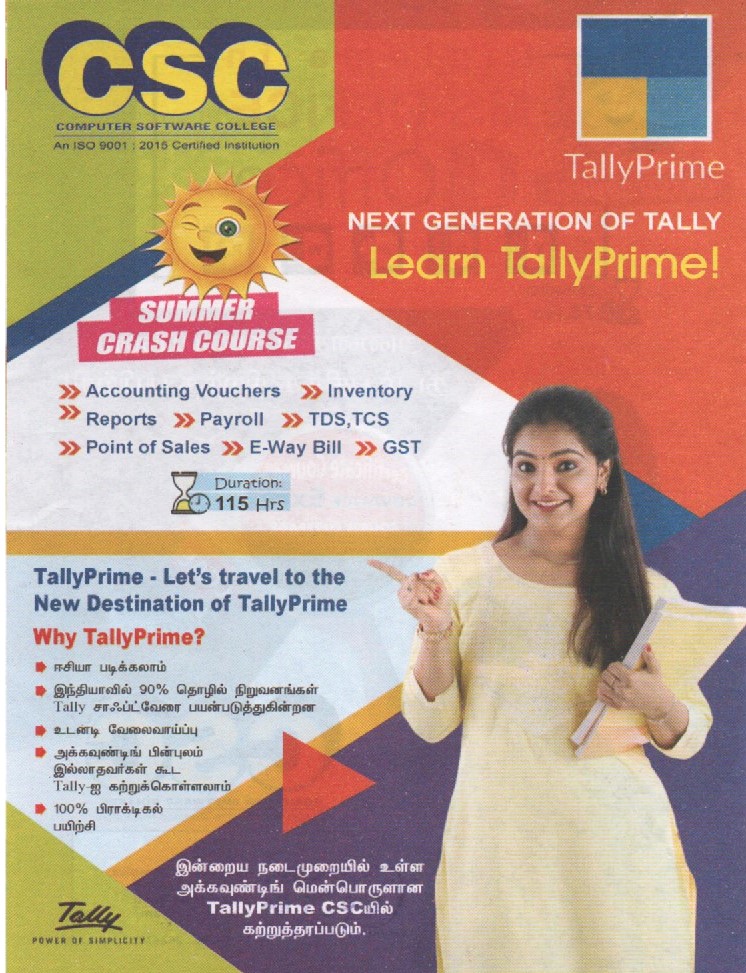 CSC
COMPUTER SOFTWARE COLLEGE
An ISO 9001 : 2015 Certified Institution
TallyPrime
NEXT GENERATION OF TALLY
Learn TallyPrime!
SUMMER
CRASH COURSE
Accounting Vouchers Inventory
Reports Payroll TDS,TCS
Point of Sales E-Way Bill GST
Duration:
115 Hrs
TallyPrime - Let's travel to the
New Destination of TallyPrime
Why TallyPrime?
ஈசியா படிக்கலாம்
இந்தியாவில் 90% தொழில் நிறுவனங்கள்
Tally சாஃப்ட்வேரை பயன்படுத்துகின்றன
உடனடி வேலைவாய்ப்பு
அக்கவுண்டிங் பின்புலம்
இல்லாதவர்கள் கூட
Tally-ஐ கற்றுக்கொள்ளலாம்
100% பிராக்டிகல்
பயிற்சி
இன்றைய நடைமுறையில் உள்ள
அக்கவுண்டிங் மென்பொருளான
TallyPrime CSCயில்
கற்றுத்தரப்படும்.
Tally
POWER OF SIMPLICITY